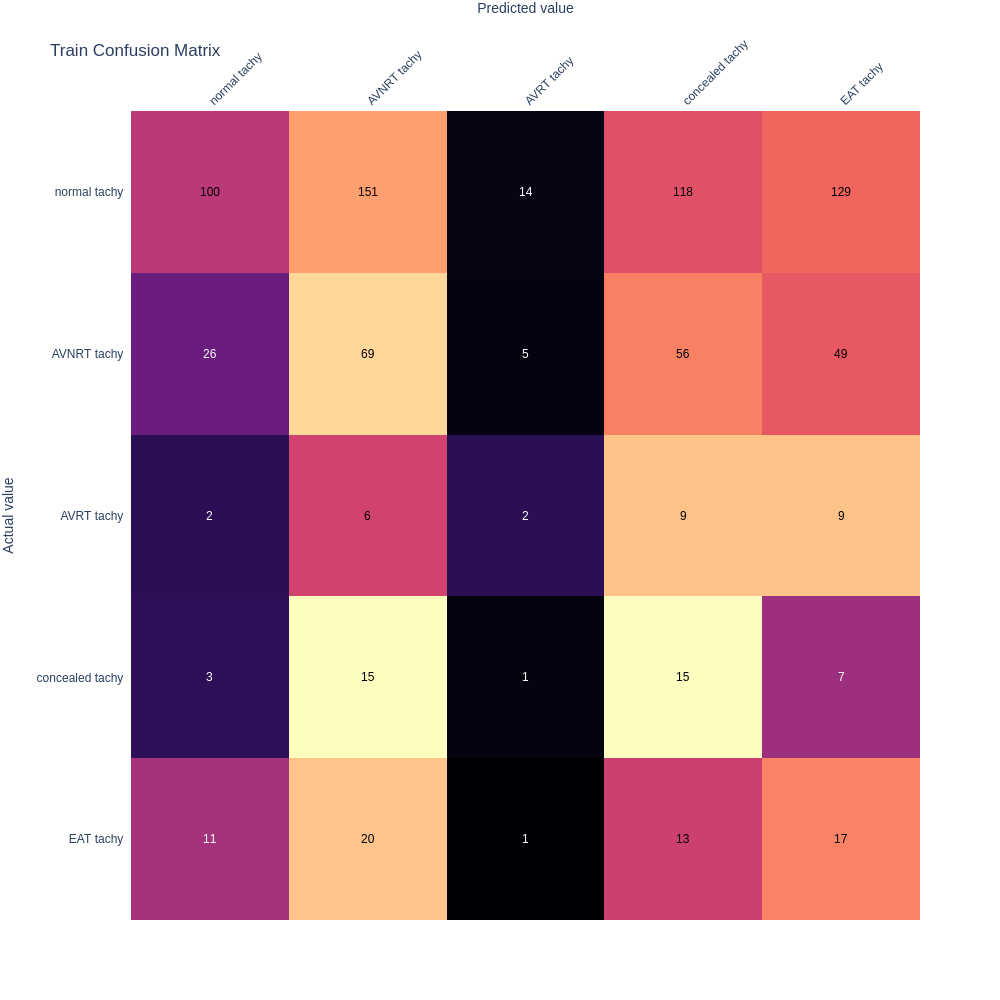 Predicted value
Train Confusion Matrix
normal tachy
AVNRT tachy
AVRT tachy
concealed tachy
EAT tachy
Actual value
normal tachy 100 151 14 118 129
AVNRT tachy 26 69 5 56 49
AVRT tachy 2 6 2 9 9
concealed tachy 3 15 1 15 7
EAT tachy 11 20 1 13 17